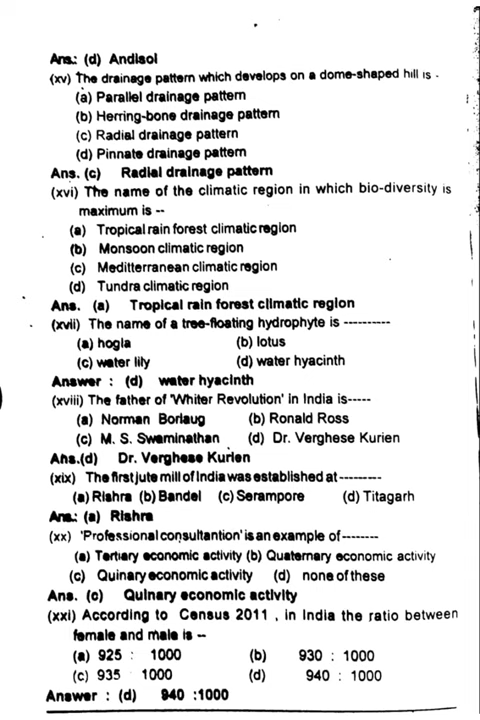 Ans.: (d) Andisol
(xv) The drainage pattern which develops on a dome-shaped hill is -
(a) Parallel drainage pattern
(b) Herring-bone drainage pattern
(c) Radial drainage pattern
(d) Pinnate drainage pattern
Ans. (c) Radial drainage pattern
(xvi) The name of the climatic region in which bio-diversity is
maximum is --
(a) Tropical rain forest climatic region
(b) Monsoon climatic region
(c) Meditterranean climatic region
(d) Tundra climatic region
Ans. (a) Tropical rain forest climatic region
(xvii) The name of a tree-floating hydrophyte is ----------
(a) hogla (b) lotus
(c) water lily (d) water hyacinth
Answer : (d) water hyacinth
(xviii) The father of 'Whiter Revolution' in India is-----
(a) Norman Borlaug (b) Ronald Ross
(c) M. S. Swaminathan (d) Dr. Verghese Kurien
Ans.(d) Dr. Verghese Kurien
(xix) The first jute mill of India was established at---------
(a) Rishra (b) Bandel (c) Serampore (d) Titagarh
Ans.: (a) Rishra
(xx) 'Professional consultantion' is an example of--------
(a) Tertiary economic activity (b) Quaternary economic activity
(c) Quinary economic activity (d) none of these
Ans. (c) Quinary economic activity
(xxi) According to Census 2011 , in India the ratio between
female and male is --
(a) 925 : 1000 (b) 930 : 1000
(c) 935 1000 (d) 940 : 1000
Answer : (d) 940 :1000